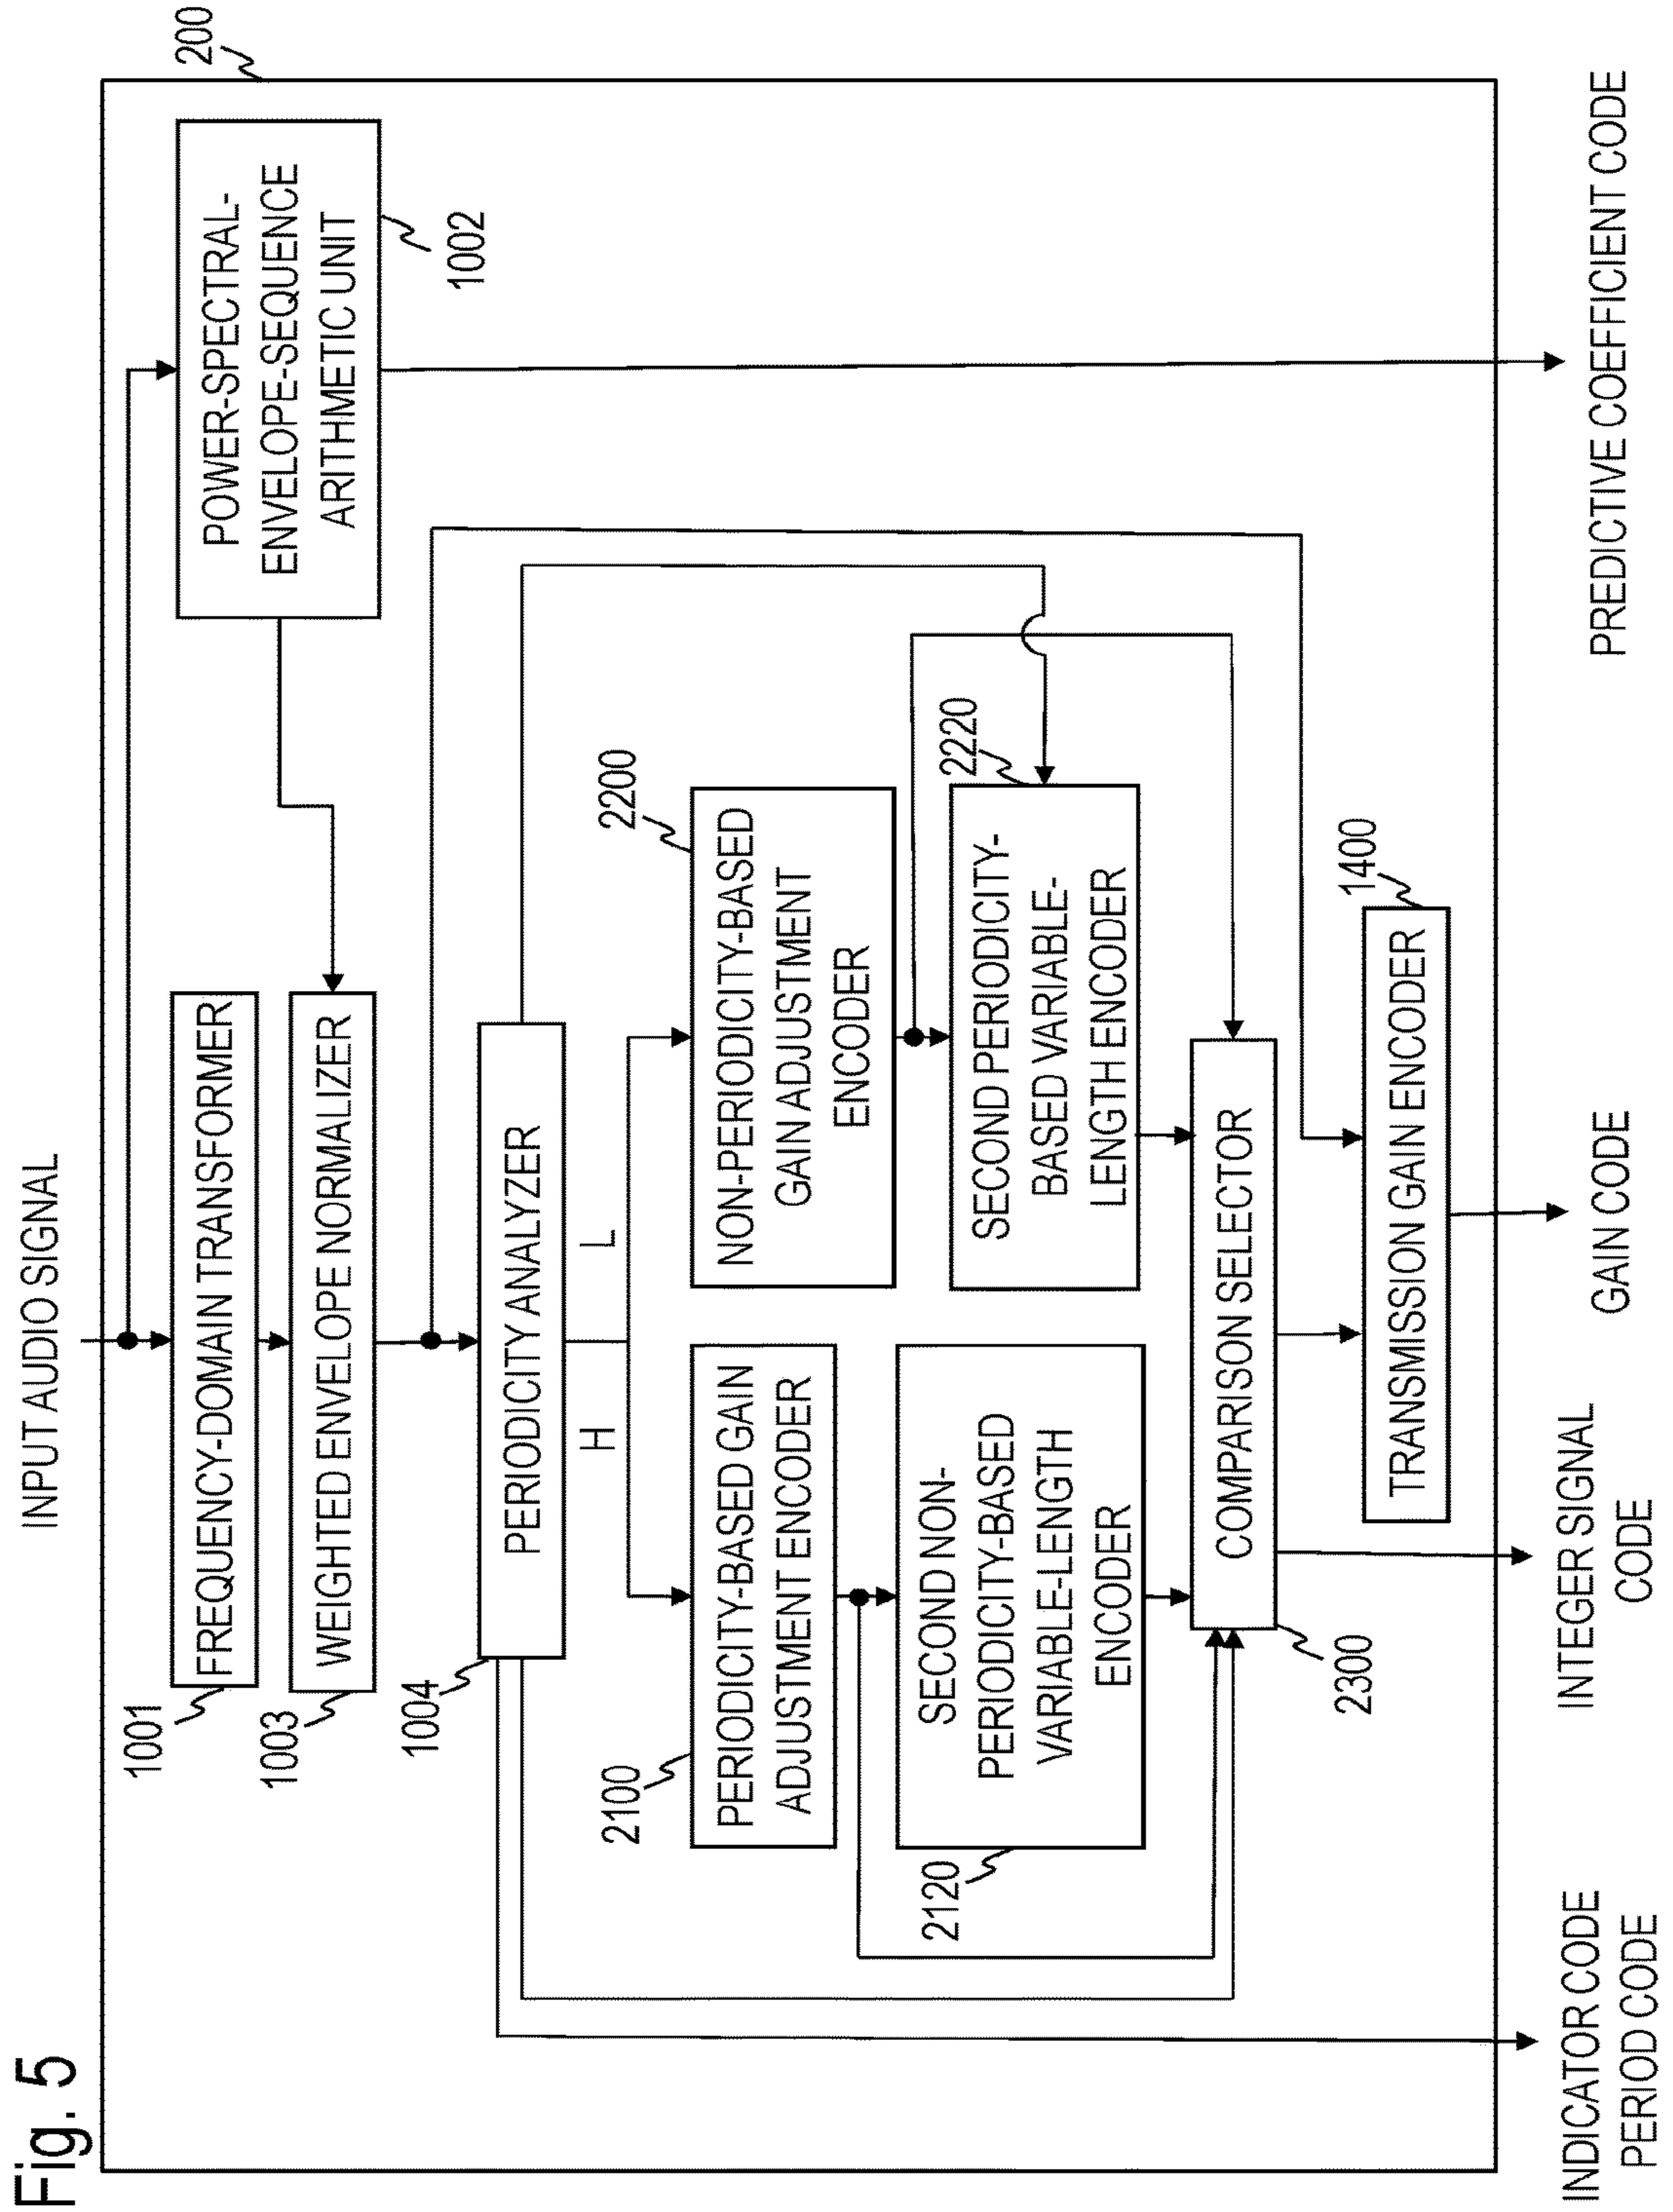 Fig. 5
INPUT AUDIO SIGNAL
200
1001
FREQUENCY-DOMAIN TRANSFORMER
POWER-SPECTRAL-
ENVELOPE-SEQUENCE
ARITHMETIC UNIT
1002
1003
WEIGHTED ENVELOPE NORMALIZER
1004
PERIODICITY ANALYZER
H
L
2100
PERIODICITY-BASED GAIN
ADJUSTMENT ENCODER
2200
NON-PERIODICITY-BASED
GAIN ADJUSTMENT
ENCODER
2120
SECOND NON-
PERIODICITY-BASED
VARIABLE-LENGTH
ENCODER
2220
SECOND PERIODICITY-
BASED VARIABLE-
LENGTH ENCODER
2300
COMPARISON SELECTOR
1400
TRANSMISSION GAIN ENCODER
INDICATOR CODE
PERIOD CODE
INTEGER SIGNAL
CODE
GAIN CODE
PREDICTIVE COEFFICIENT CODE